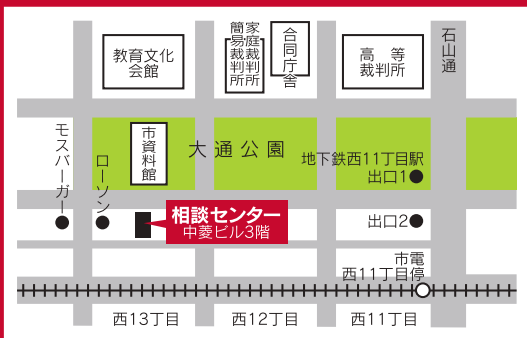 教育文化
会館
家庭裁判所
簡易裁判所
合同庁舎
高等
裁判所
石山通
市資料館
大通公園
地下鉄西11丁目駅
出口1
モスバーガー
ローソン
相談センター
中菱ビル3階
出口2
市電
西11丁目停
西13丁目
西12丁目
西11丁目